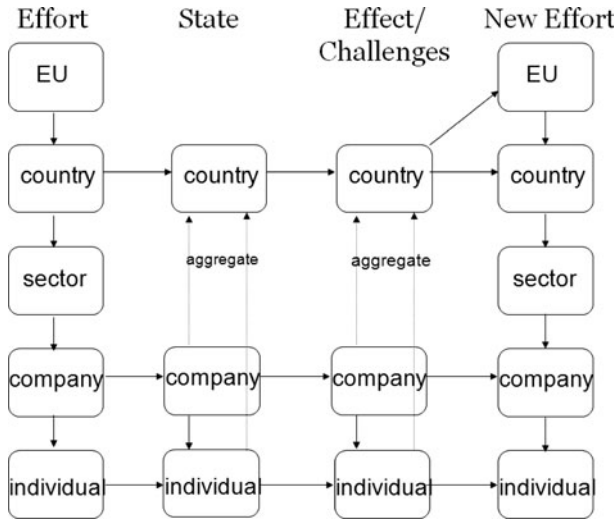 Effort
State
Effect/
Challenges
New Effort
EU
EU
country
country
country
country
sector
aggregate
aggregate
sector
company
company
company
company
individual
individual
individual
individual